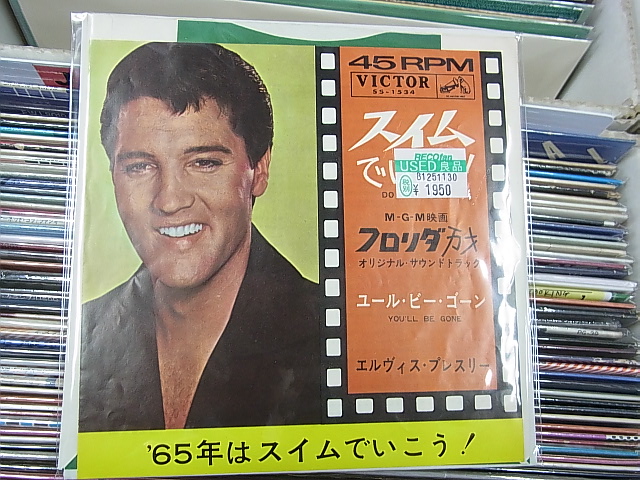 45 RPM
VICTOR
SS-1534
スイム
で
RECOfan
USED 良品
81251130
¥ 1950
DO
M-G-M映画
フロリダ万才
オリジナル・サウンドトラック
ユール・ビー・ゴーン
YOU'LL BE GONE
エルヴィス・プレスリー
'65年はスイムでいこう!